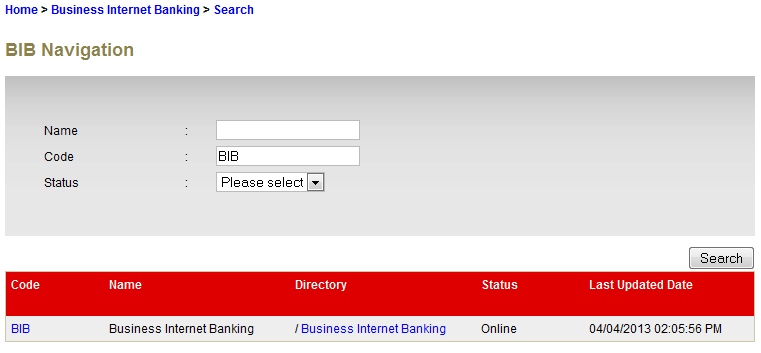 Home > Business Internet Banking > Search
BIB Navigation
Name :
Code : BIB
Status : Please select
Search
Code Name Directory Status Last Updated Date
BIB Business Internet Banking / Business Internet Banking Online 04/04/2013 02:05:56 PM